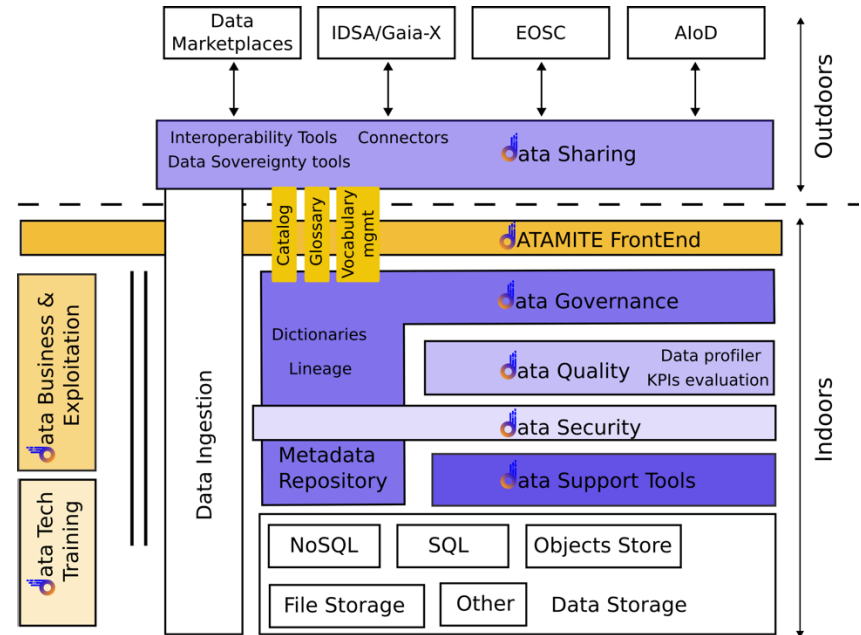 Data
Marketplaces
IDSA/Gaia-X
EOSC
AIoD
Outdoors
Interoperability Tools
Connectors
Data Sovereignty tools
data Sharing
Catalog
Glossary
Vocabulary
mgmt
dATAMITE FrontEnd
data Business &
Exploitation
data Tech
Training
Data Ingestion
data Governance
Dictionaries
Lineage
data Quality
Data profiler
KPIs evaluation
data Security
Metadata
Repository
data Support Tools
Indoors
NoSQL
SQL
Objects Store
File Storage
Other
Data Storage